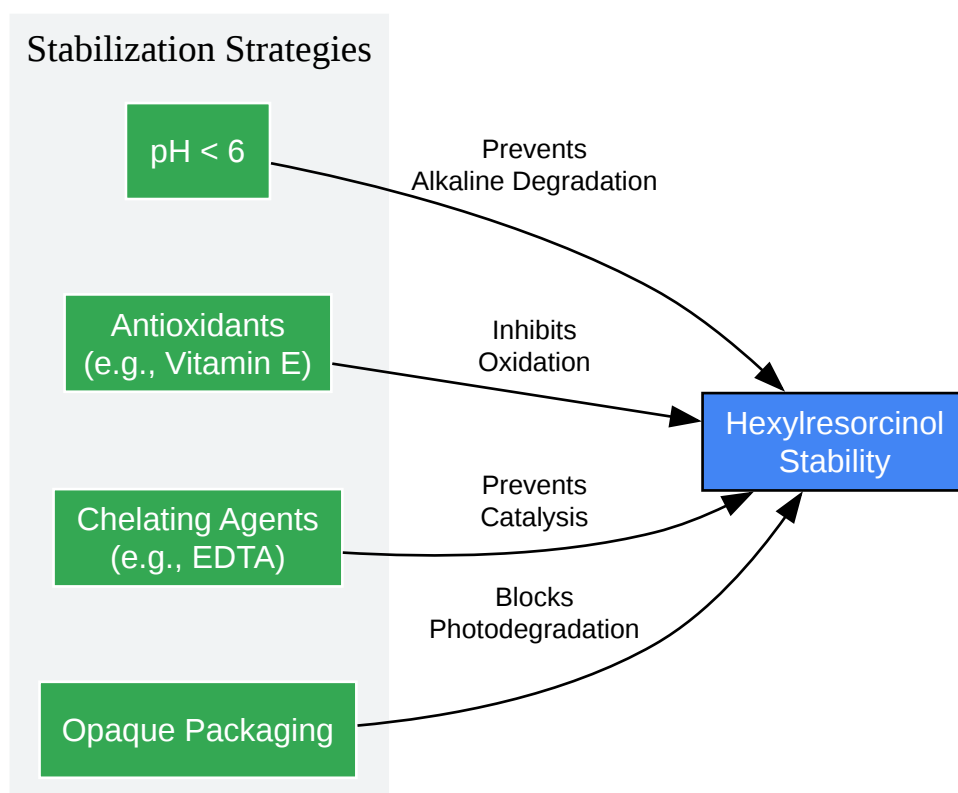 Stabilization Strategies
pH < 6
Prevents
Alkaline Degradation
Antioxidants
(e.g., Vitamin E)
Inhibits
Oxidation
Hexylresorcinol
Stability
Chelating Agents
(e.g., EDTA)
Prevents
Catalysis
Blocks
Photodegradation
Opaque Packaging